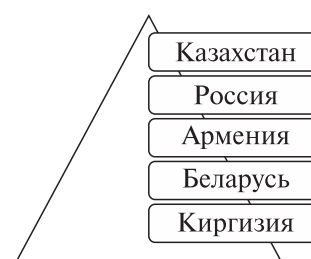 Казахстан
Россия
Армения
Беларусь
Киргизия